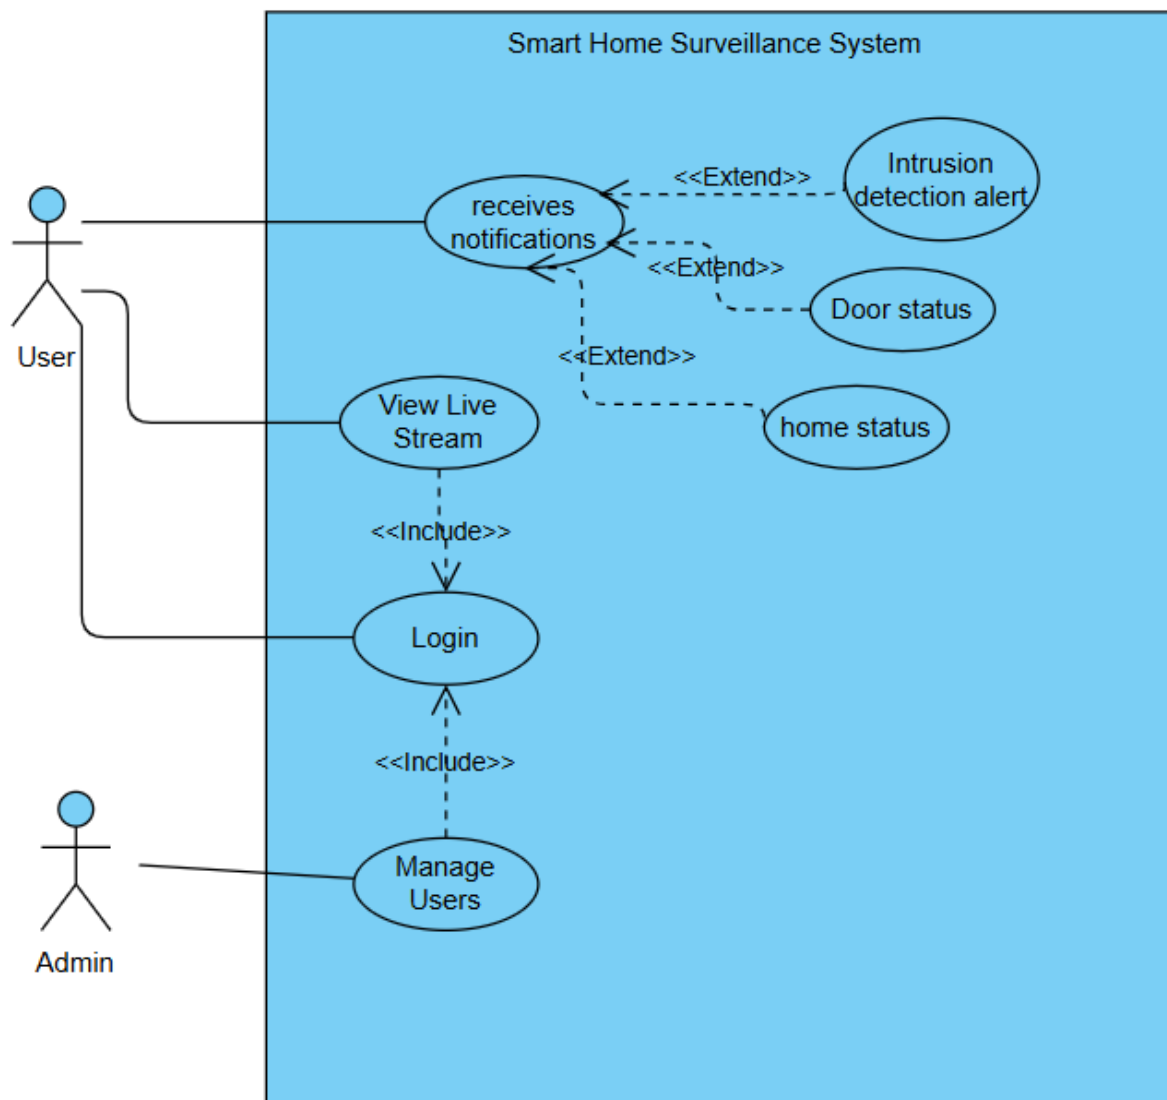 Smart Home Surveillance System
Intrusion
detection alert
<<Extend>>
receives
notifications
<<Extend>>
Door status
<<Extend>>
User
home status
View Live
Stream
<<Include>>
Login
<<Include>>
Manage
Users
Admin